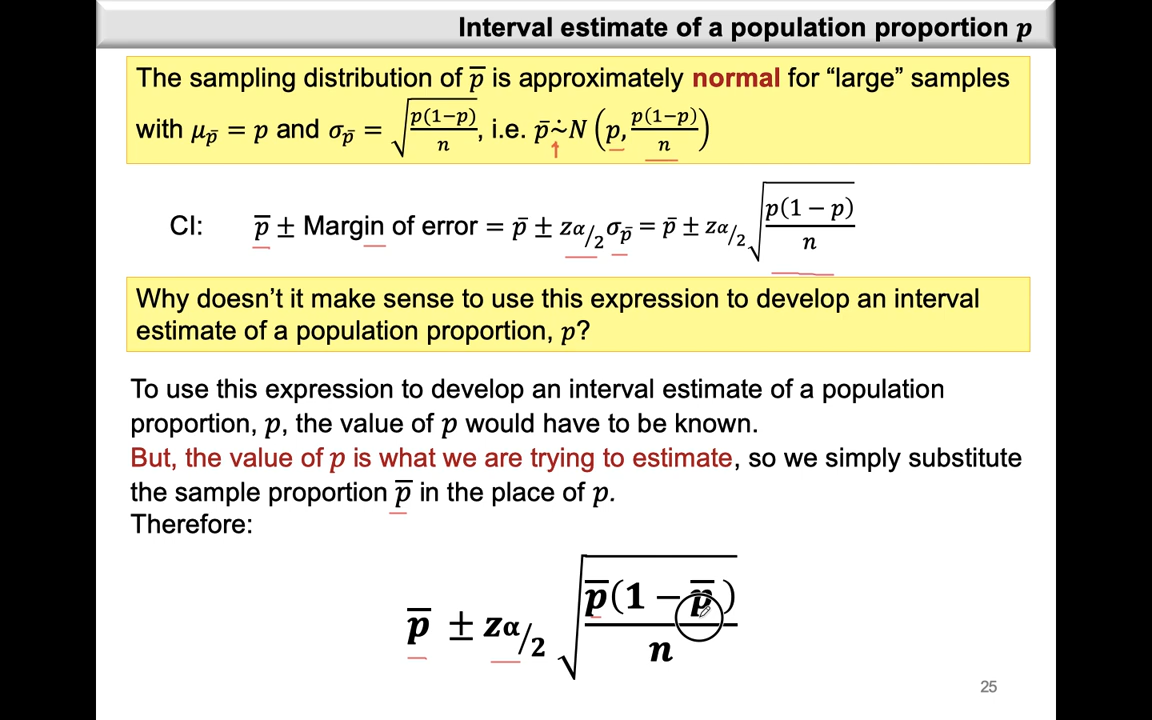 Interval estimate of a population proportion p
The sampling distribution of p̅ is approximately normal for “large” samples
with μ_p̅ = p and σ_p̅ = √(p(1−p)/n), i.e. p̅ ∼̇ N (p, p(1−p)/n)
CI: p̅ ± Margin of error = p̅ ± zα/2 σ_p̅ = p̅ ± zα/2 √(p(1 − p)/n)
Why doesn’t it make sense to use this expression to develop an interval
estimate of a population proportion, p?
To use this expression to develop an interval estimate of a population
proportion, p, the value of p would have to be known.
But, the value of p is what we are trying to estimate, so we simply substitute
the sample proportion p̅ in the place of p.
Therefore:
p̅ ± zα/2 √(p̅(1 − p̅)/n)
25